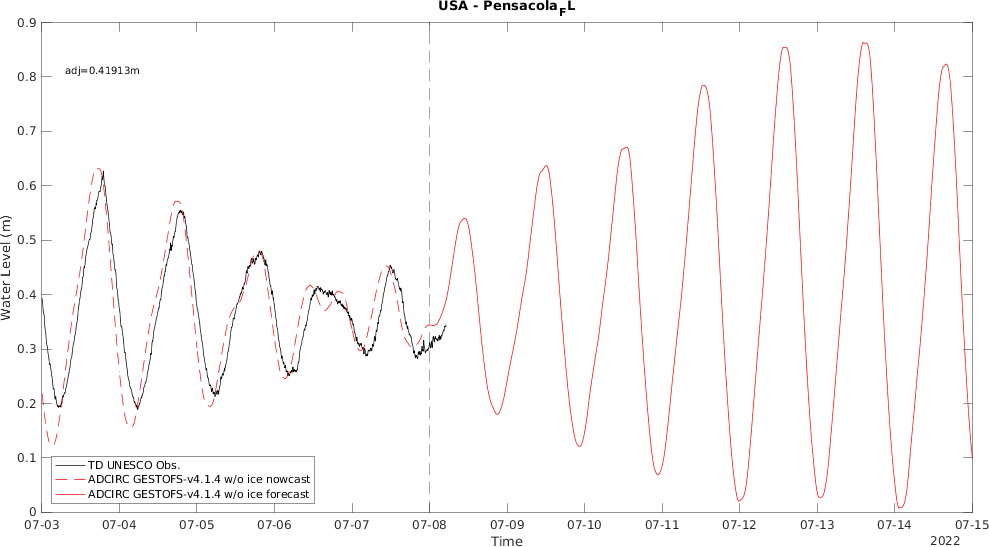 USA - Pensacola_FL
0.9
0.8
0.7
0.6
0.5
0.4
0.3
0.2
0.1
0
Water Level (m)
adj=0.41913m
TD UNESCO Obs.
ADCIRC GESTOFS-v4.1.4 w/o ice nowcast
ADCIRC GESTOFS-v4.1.4 w/o ice forecast
07-03 07-04 07-05 07-06 07-07 07-08 07-09 07-10 07-11 07-12 07-13 07-14 07-15
Time
2022